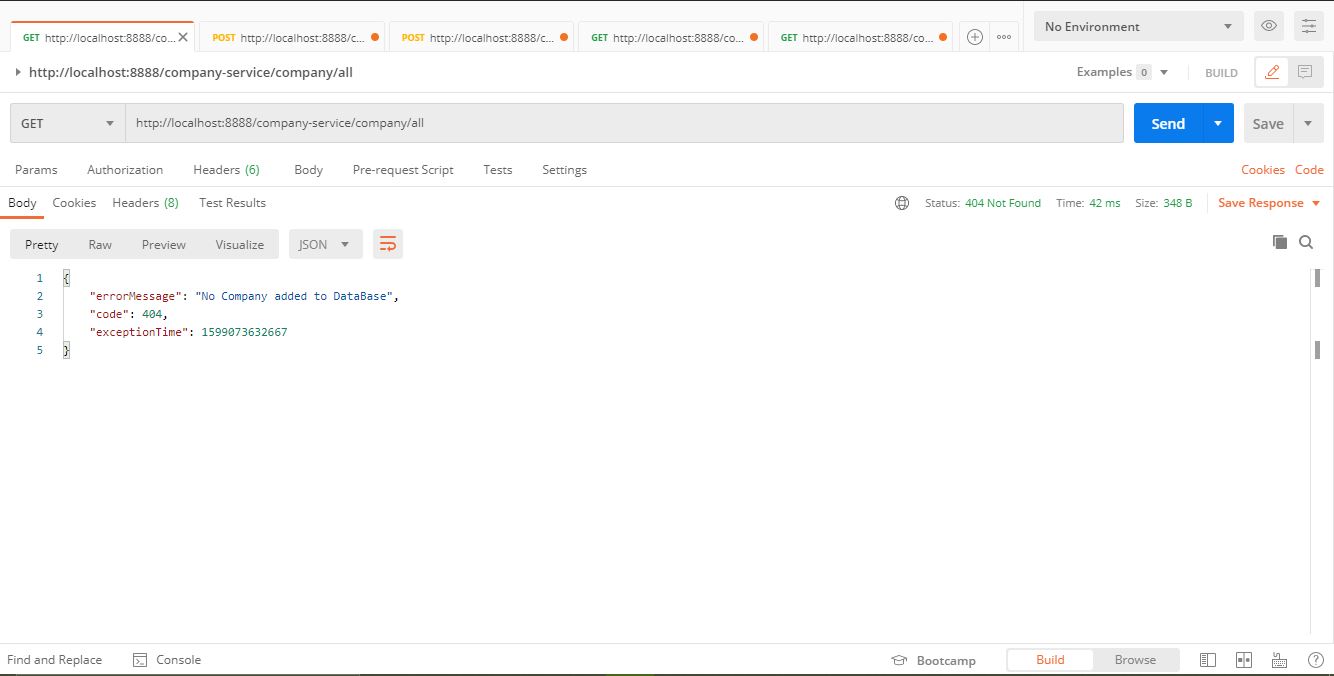 GET http://localhost:8888/co... POST http://localhost:8888/c... POST http://localhost:8888/c... GET http://localhost:8888/co... GET http://localhost:8888/co... No Environment
http://localhost:8888/company-service/company/all Examples 0 BUILD
GET http://localhost:8888/company-service/company/all Send Save
Params Authorization Headers (6) Body Pre-request Script Tests Settings Cookies Code
Body Cookies Headers (8) Test Results Status: 404 Not Found Time: 42 ms Size: 348 B Save Response
Pretty Raw Preview Visualize JSON
1 {
2 "errorMessage": "No Company added to DataBase",
3 "code": 404,
4 "exceptionTime": 1599073632667
5 }
Find and Replace Console Bootcamp Build Browse